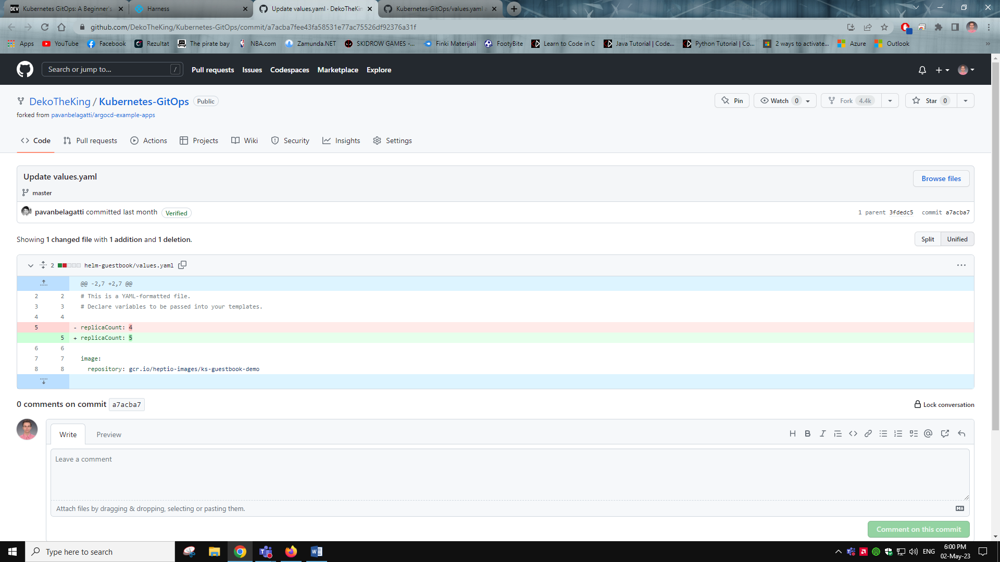 Kubernetes GitOps: A Beginner's
Harness
Update values.yaml · DekoTheKin
Kubernetes-GitOps/values.yaml a
github.com/DekoTheKing/Kubernetes-GitOps/commit/a7acba7fee43fa58531e77ac75526df92376a31f
Apps YouTube Facebook Rezultat The pirate bay NBA.com Zamunda.NET SKIDROW GAMES -... Finki Materijali FootyBite Learn to Code in C Java Tutorial | Code... Python Tutorial | Co... 2 ways to activate... Azure Outlook »
Search or jump to... / Pull requests Issues Codespaces Marketplace Explore
DekoTheKing / Kubernetes-GitOps Public Pin Watch 0 Fork 4.4k Star 0
forked from pavanbelagatti/argocd-example-apps
Code Pull requests Actions Projects Wiki Security Insights Settings
Update values.yaml Browse files
master
pavanbelagatti committed last month Verified 1 parent 3fdedc5 commit a7acba7
Showing 1 changed file with 1 addition and 1 deletion. Split Unified
2 helm-guestbook/values.yaml
@@ -2,7 +2,7 @@
2 2 # This is a YAML-formatted file.
3 3 # Declare variables to be passed into your templates.
4 4
5 - replicaCount: 4
5 + replicaCount: 5
6 6
7 7 image:
8 8 repository: gcr.io/heptio-images/ks-guestbook-demo
0 comments on commit a7acba7 Lock conversation
Write Preview
Leave a comment
Attach files by dragging & dropping, selecting or pasting them.
Comment on this commit
Type here to search
ENG
6:00 PM
02-May-23